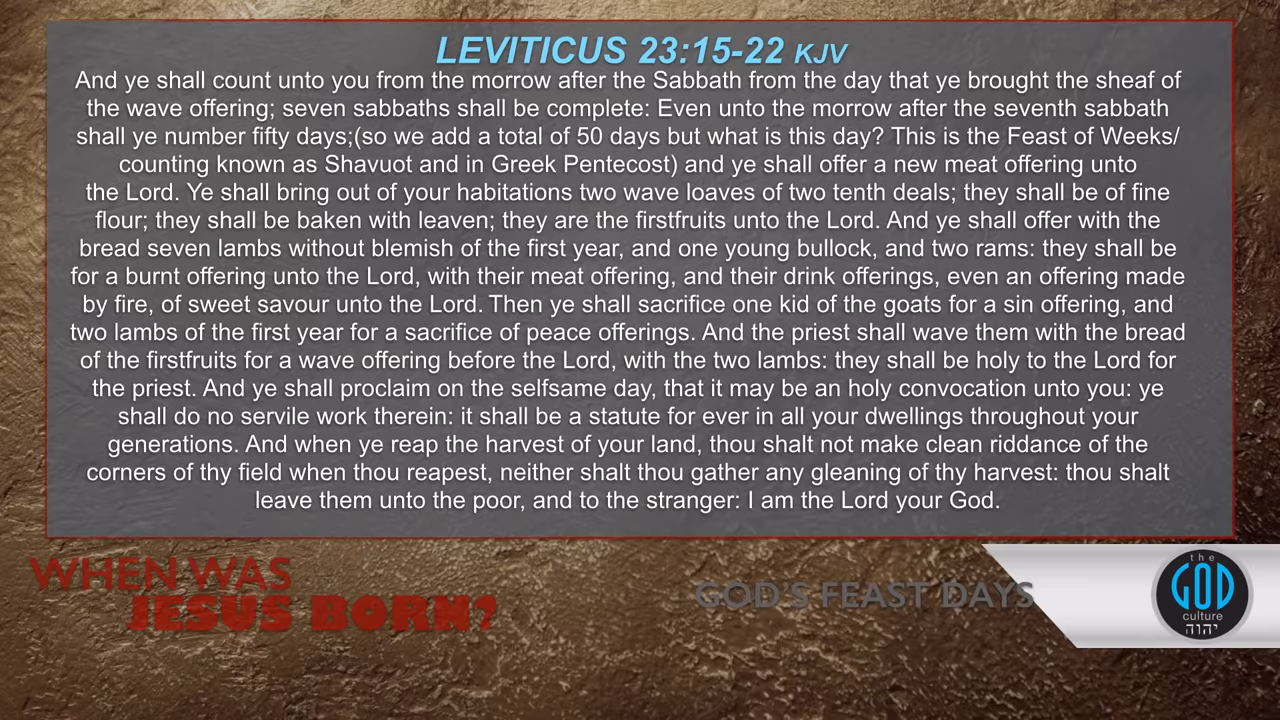 LEVITICUS 23:15-22 KJV
And ye shall count unto you from the morrow after the Sabbath from the day that ye brought the sheaf of
the wave offering; seven sabbaths shall be complete: Even unto the morrow after the seventh sabbath
shall ye number fifty days;(so we add a total of 50 days but what is this day? This is the Feast of Weeks/
counting known as Shavuot and in Greek Pentecost) and ye shall offer a new meat offering unto
the Lord. Ye shall bring out of your habitations two wave loaves of two tenth deals; they shall be of fine
flour; they shall be baken with leaven; they are the firstfruits unto the Lord. And ye shall offer with the
bread seven lambs without blemish of the first year, and one young bullock, and two rams: they shall be
for a burnt offering unto the Lord, with their meat offering, and their drink offerings, even an offering made
by fire, of sweet savour unto the Lord. Then ye shall sacrifice one kid of the goats for a sin offering, and
two lambs of the first year for a sacrifice of peace offerings. And the priest shall wave them with the bread
of the firstfruits for a wave offering before the Lord, with the two lambs: they shall be holy to the Lord for
the priest. And ye shall proclaim on the selfsame day, that it may be an holy convocation unto you: ye
shall do no servile work therein: it shall be a statute for ever in all your dwellings throughout your
generations. And when ye reap the harvest of your land, thou shalt not make clean riddance of the
corners of thy field when thou reapest, neither shalt thou gather any gleaning of thy harvest: thou shalt
leave them unto the poor, and to the stranger: I am the Lord your God.
WHEN WAS
JESUS BORN?
GOD'S FEAST DAYS
the
GOD
culture
יהוה